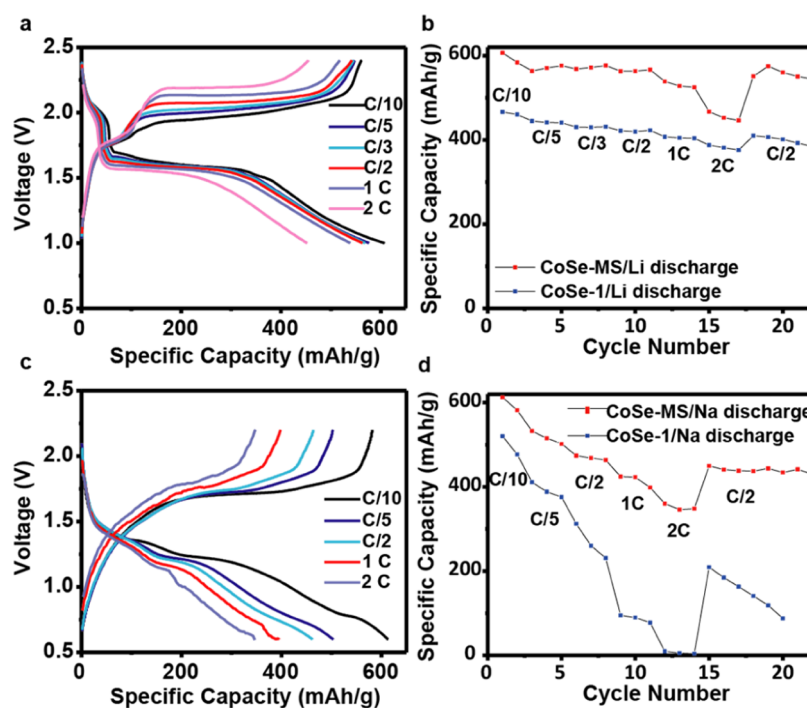 a
2.5
2.0
1.5
1.0
0.5
Voltage (V)
0
200
400
600
Specific Capacity (mAh/g)
C/10
C/5
C/3
C/2
1 C
2 C
b
600
400
200
0
Specific Capacity (mAh/g)
C/10
C/5
C/3
C/2
1C
2C
C/2
CoSe-MS/Li discharge
CoSe-1/Li discharge
0
5
10
15
20
Cycle Number
c
2.5
2.0
1.5
1.0
0.5
Voltage (V)
0
200
400
600
Specific Capacity (mAh/g)
C/10
C/5
C/2
1 C
2 C
d
600
400
200
0
Specific Capacity (mAh/g)
CoSe-MS/Na discharge
CoSe-1/Na discharge
C/10
C/5
C/2
1C
2C
C/2
0
5
10
15
20
Cycle Number